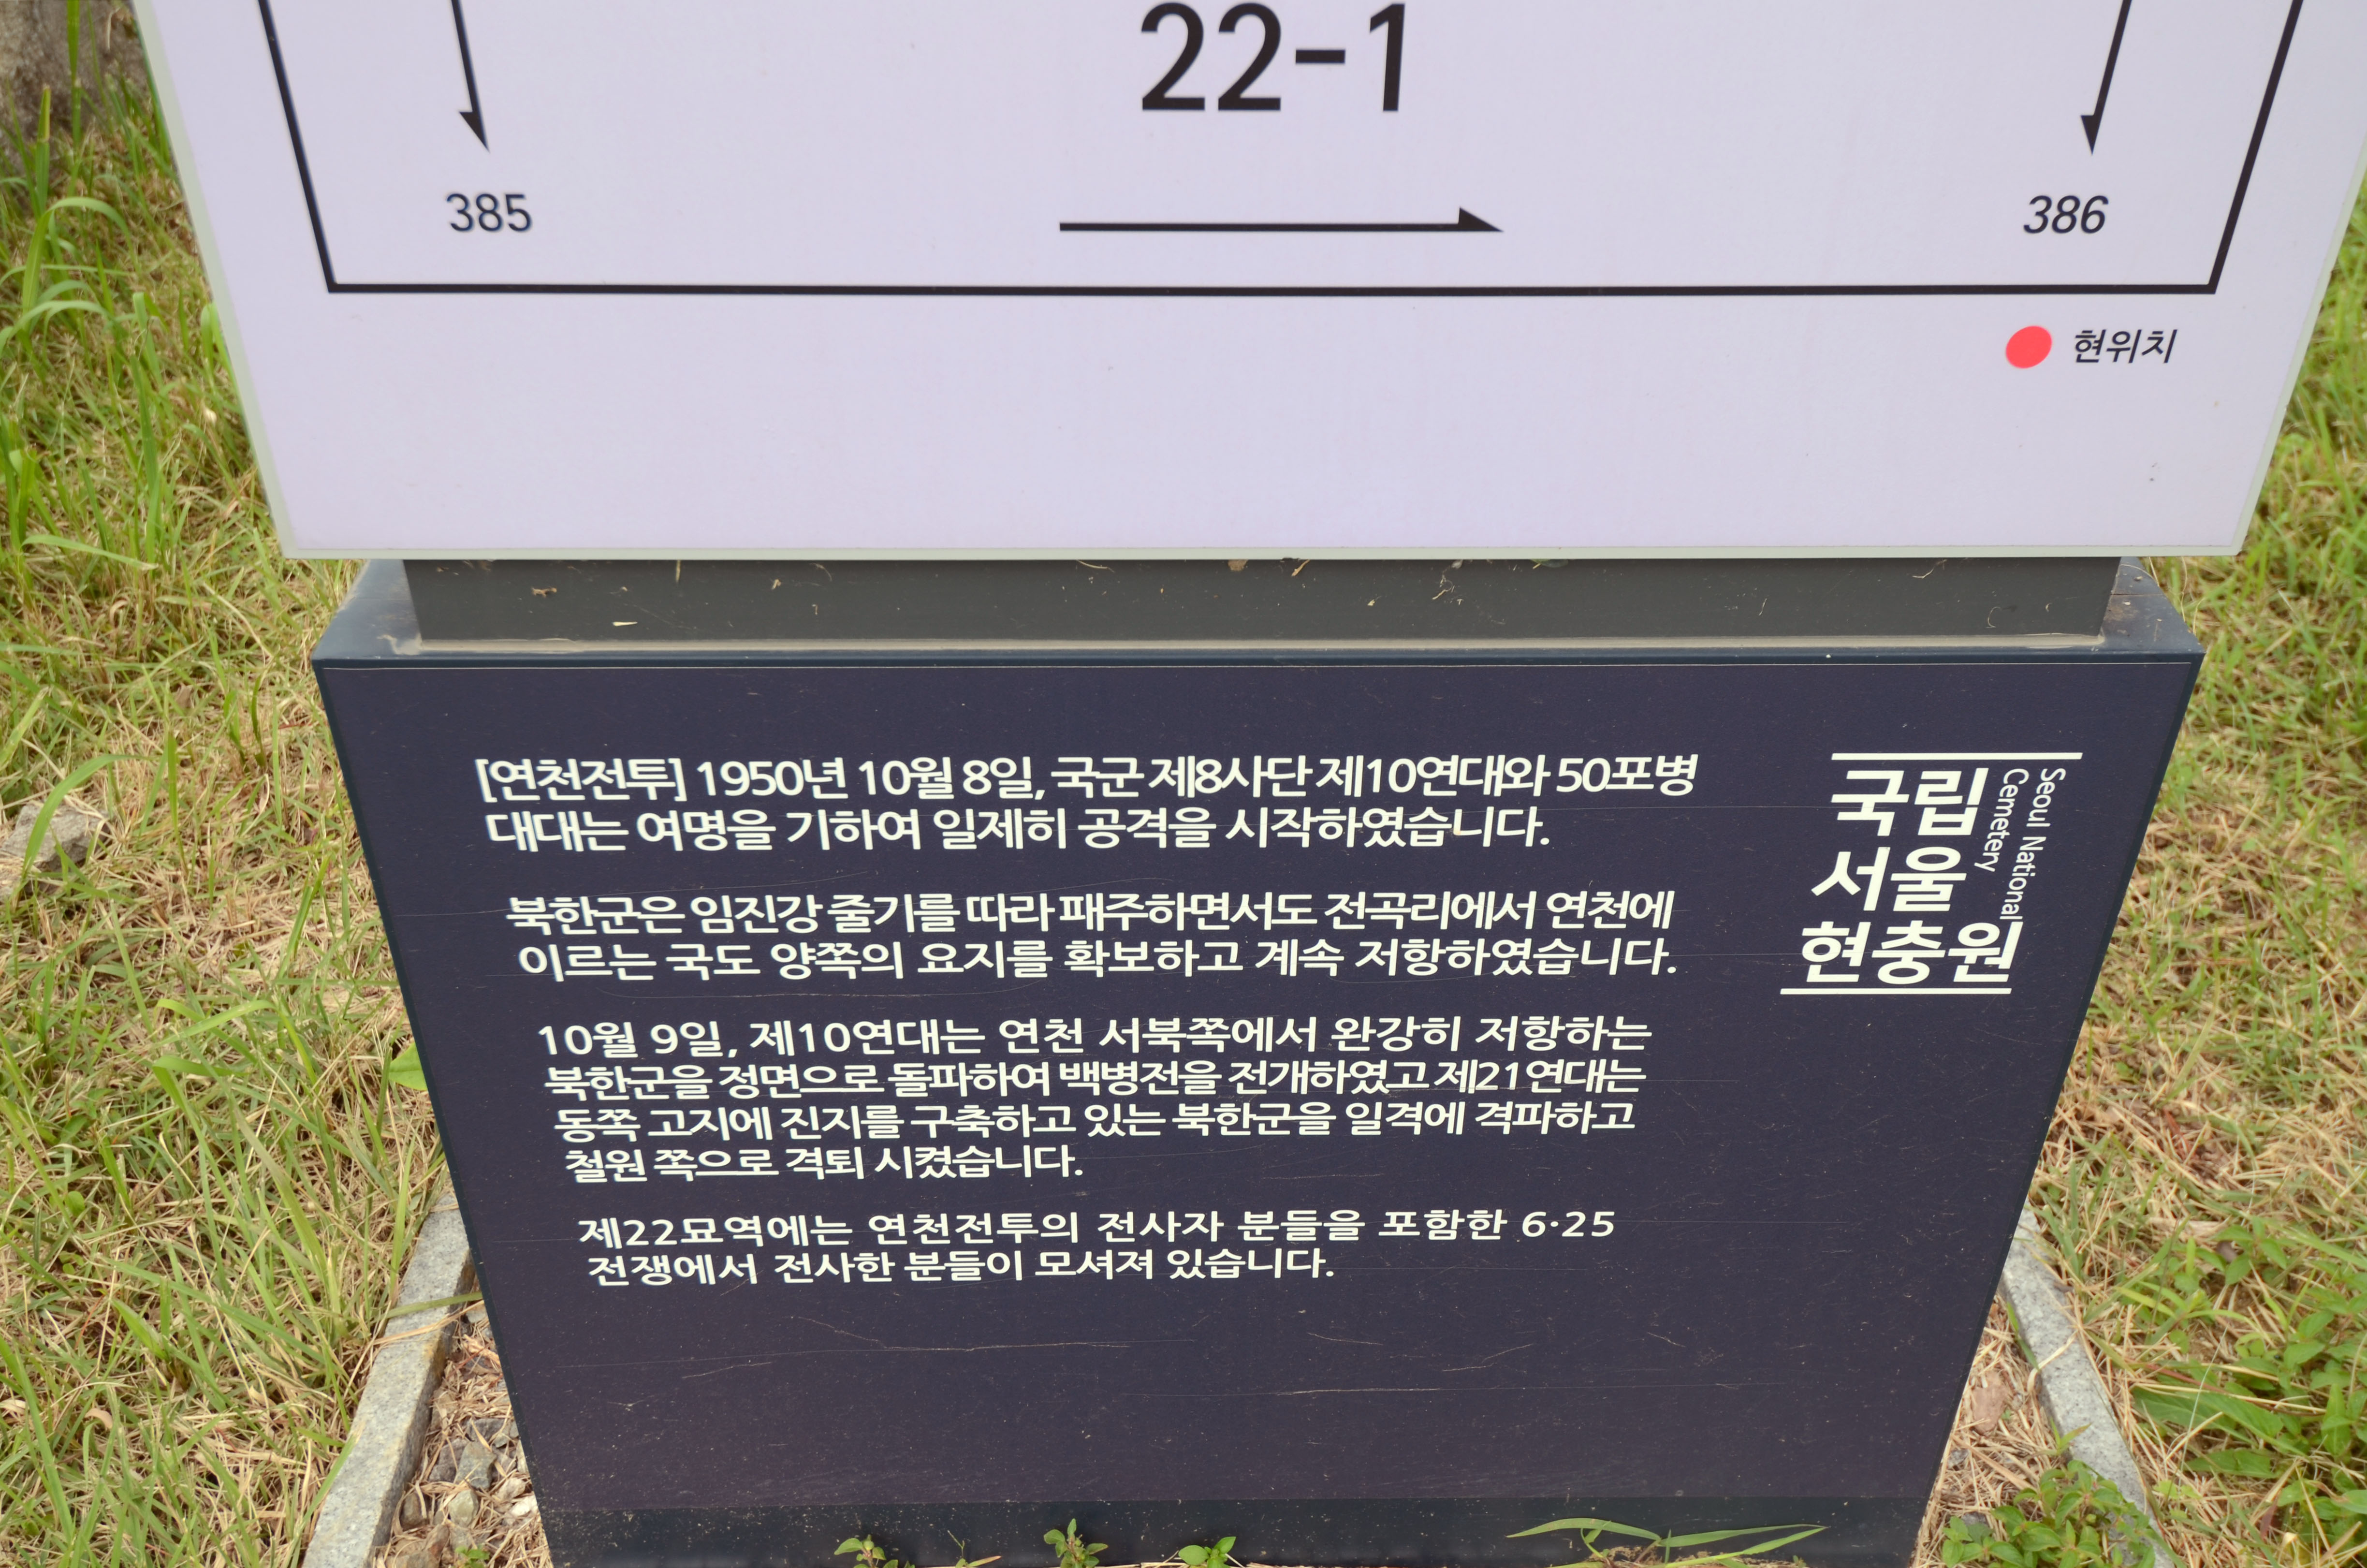 22-1
385
386
현위치
[연천전투] 1950년 10월 8일, 국군 제8사단 제10연대와 50포병
대대는 여명을 기하여 일제히 공격을 시작하였습니다.
북한군은 임진강 줄기를 따라 패주하면서도 전곡리에서 연천에
이르는 국도 양쪽의 요지를 확보하고 계속 저항하였습니다.
10월 9일, 제10연대는 연천 서북쪽에서 완강히 저항하는
북한군을 정면으로 돌파하여 백병전을 전개하였고 제21연대는
동쪽 고지에 진지를 구축하고 있는 북한군을 일격에 격파하고
철원 쪽으로 격퇴 시켰습니다.
제22묘역에는 연천전투의 전사자 분들을 포함한 6·25
전쟁에서 전사한 분들이 모셔져 있습니다.
국립
서울
현충원
Seoul National
Cemetery